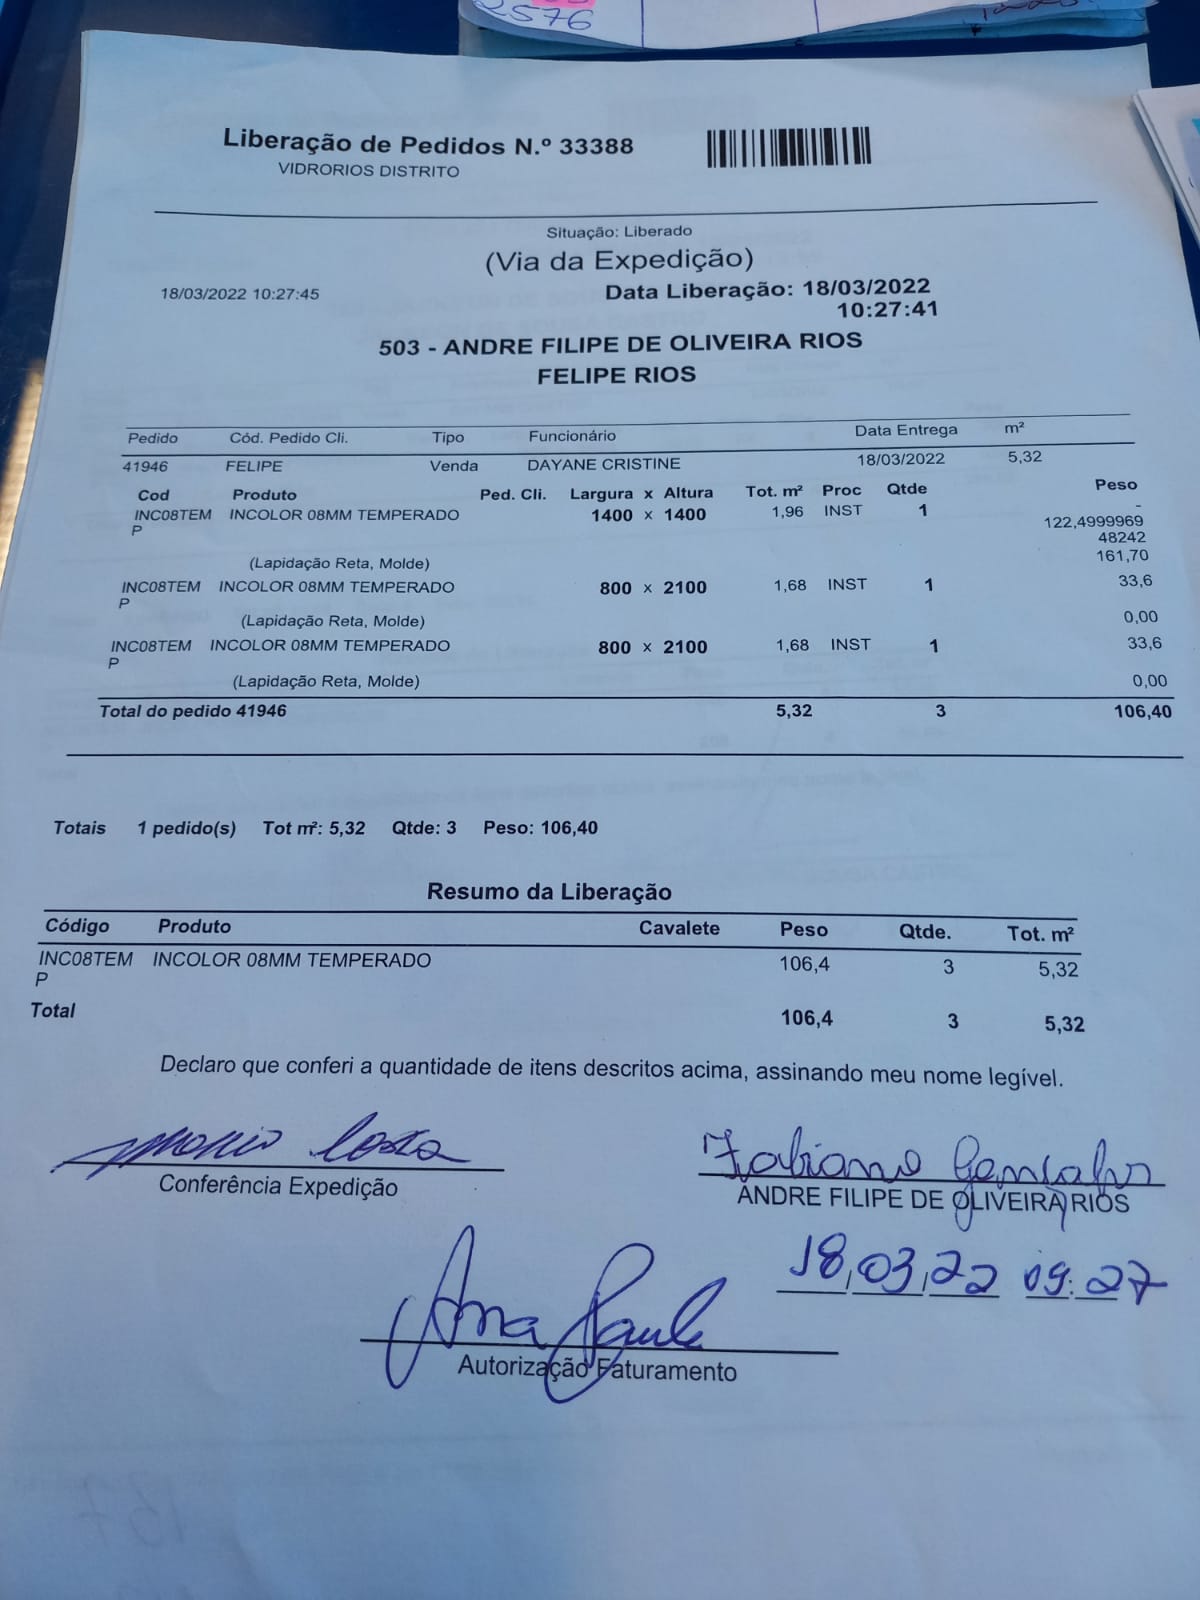 2576
Liberação de Pedidos N.º 33388
VIDRORIOS DISTRITO
Situação: Liberado
(Via da Expedição)
18/03/2022 10:27:45 Data Liberação: 18/03/2022
10:27:41
503 - ANDRE FILIPE DE OLIVEIRA RIOS
FELIPE RIOS
Pedido Cód. Pedido Cli. Tipo Funcionário Data Entrega m²
41946 FELIPE Venda DAYANE CRISTINE 18/03/2022 5,32
Cod Produto Ped. Cli. Largura x Altura Tot. m² Proc Qtde Peso
INC08TEM INCOLOR 08MM TEMPERADO 1400 x 1400 1,96 INST 1 -
P 122,4999969
48242
(Lapidação Reta, Molde) 161,70
INC08TEM INCOLOR 08MM TEMPERADO 800 x 2100 1,68 INST 1 33,6
P
(Lapidação Reta, Molde) 0,00
INC08TEM INCOLOR 08MM TEMPERADO 800 x 2100 1,68 INST 1 33,6
P
(Lapidação Reta, Molde) 0,00
Total do pedido 41946 5,32 3 106,40
Totais 1 pedido(s) Tot m²: 5,32 Qtde: 3 Peso: 106,40
Resumo da Liberação
Código Produto Cavalete Peso Qtde. Tot. m²
INC08TEM INCOLOR 08MM TEMPERADO 106,4 3 5,32
P
Total 106,4 3 5,32
Declaro que conferi a quantidade de itens descritos acima, assinando meu nome legível.
Costa Fabiano Gonçalves
Conferência Expedição ANDRE FILIPE DE OLIVEIRA RIOS
18,03,22 09:27
Ana Paula
Autorização Faturamento